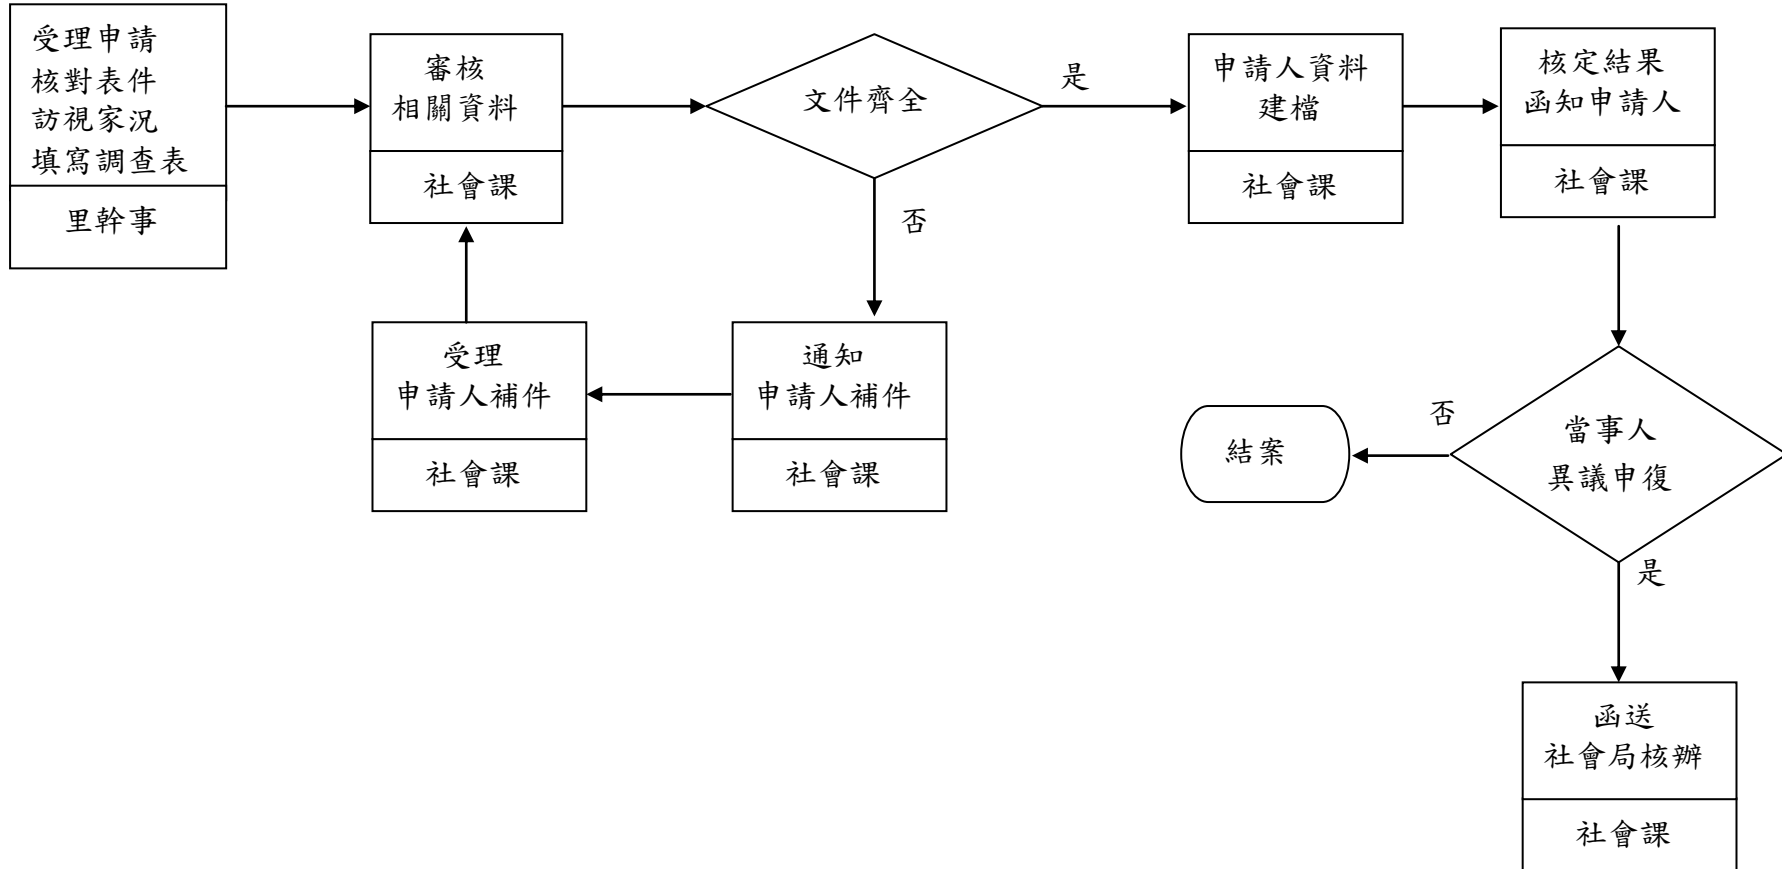 受理申請
核對表件
訪視家況
填寫調查表
里幹事
審核
相關資料
社會課
文件齊全
是
否
申請人資料
建檔
社會課
核定結果
函知申請人
社會課
受理
申請人補件
社會課
通知
申請人補件
社會課
結案
否
當事人
異議申復
是
函送
社會局核辦
社會課